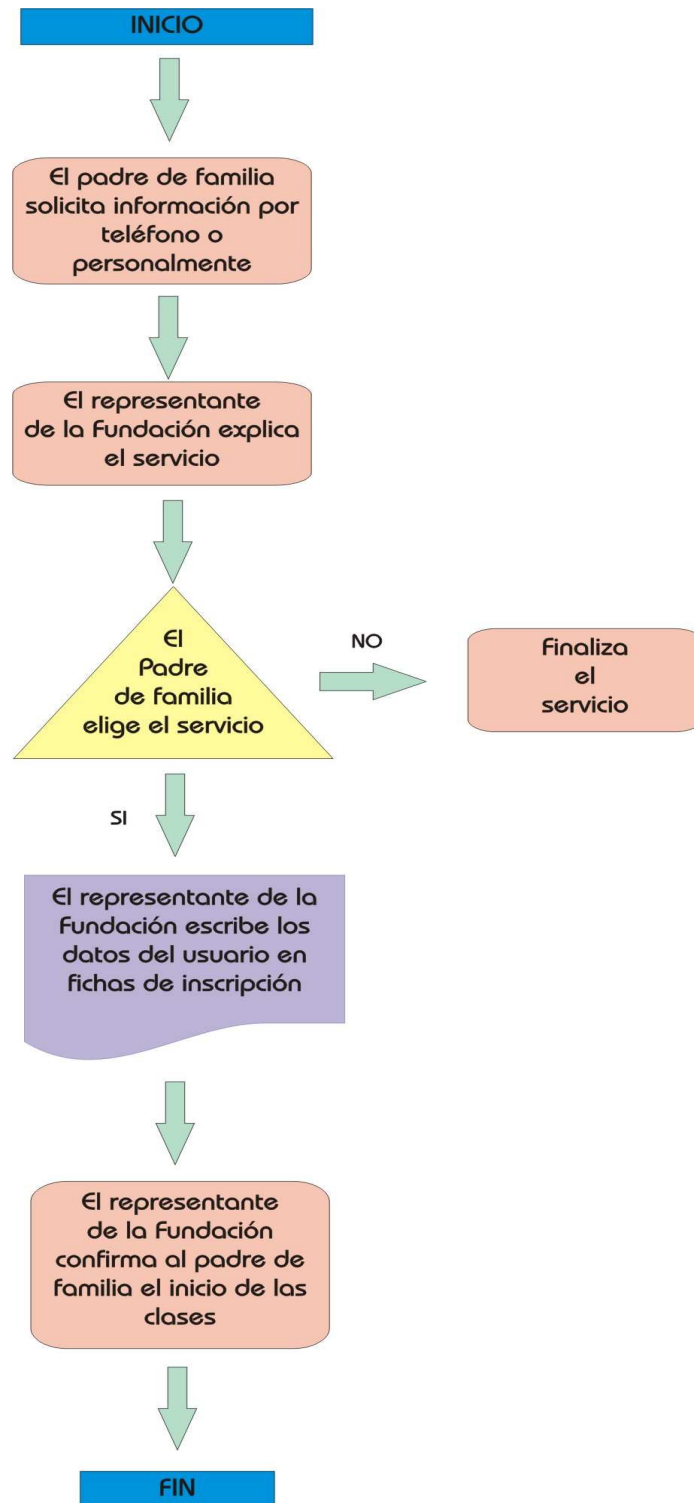 INICIO
El padre de familia
solicita información por
teléfono o
personalmente
El representante
de la Fundación explica
el servicio
El
Padre
de familia
elige el servicio
NO
Finaliza
el
servicio
SI
El representante de la
Fundación escribe los
datos del usuario en
fichas de inscripción
El representante
de la Fundación
confirma al padre de
familia el inicio de las
clases
FIN